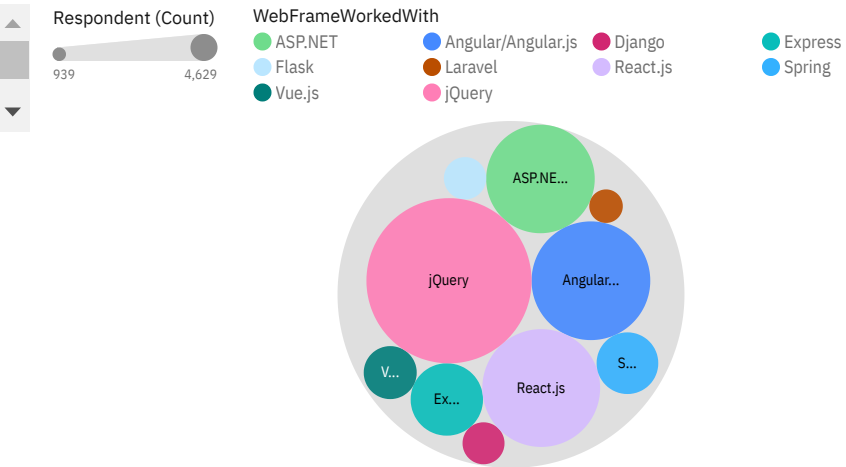 Respondent (Count)
939
4,629
WebFrameWorkedWith
ASP.NET
Angular/Angular.js
Django
Express
Flask
Laravel
React.js
Spring
Vue.js
jQuery
ASP.NE...
jQuery
Angular...
S...
V...
React.js
Ex...